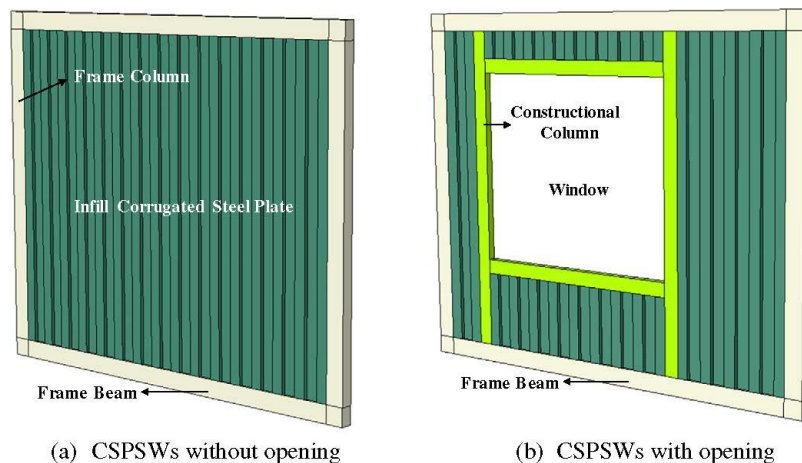 Frame Column
Infill Corrugated Steel Plate
Frame Beam
(a) CSPSWs without opening
Constructional
Column
Window
Frame Beam
(b) CSPSWs with opening